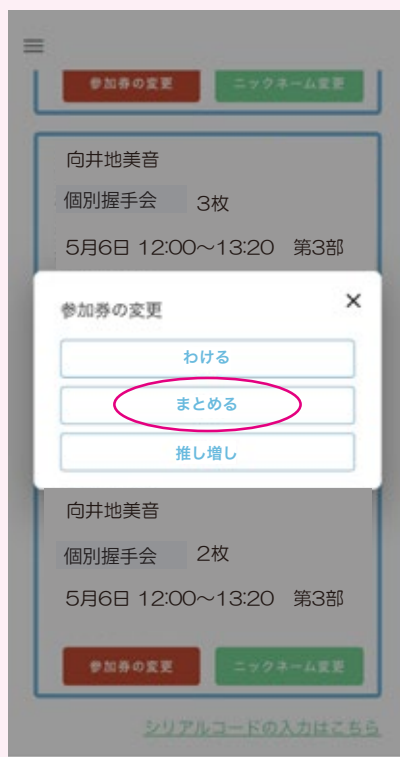 参加券の変更 ニックネーム変更
向井地美音
個別握手会 3枚
5月6日 12:00～13:20 第3部
参加券の変更 ×
わける
まとめる
推し増し
向井地美音
個別握手会 2枚
5月6日 12:00～13:20 第3部
参加券の変更 ニックネーム変更
シリアルコードの入力はこちら